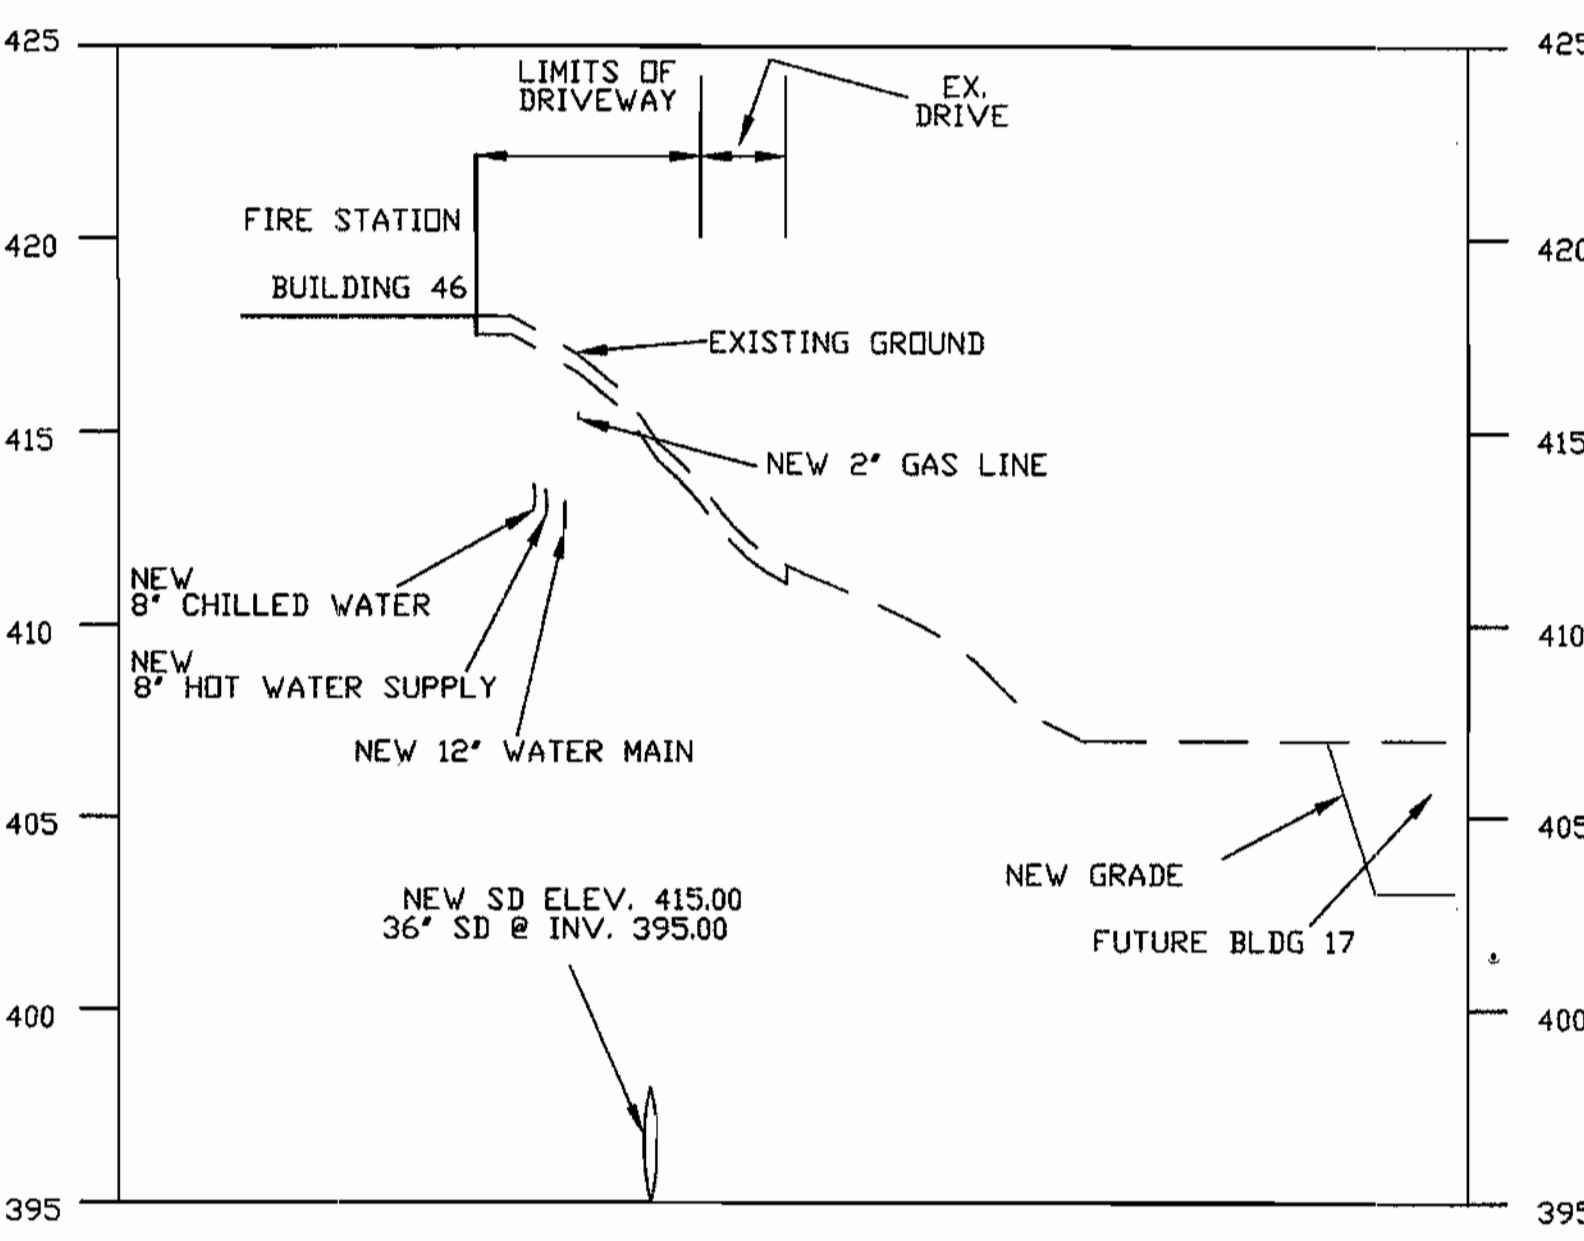 425
425
LIMITS OF
DRIVEWAY
EX.
DRIVE
FIRE STATION
420
420
BUILDING 46
EXISTING GROUND
415
415
NEW 2" GAS LINE
NEW
8" CHILLED WATER
410
410
NEW
8" HOT WATER SUPPLY
NEW 12" WATER MAIN
405
405
NEW GRADE
NEW SD ELEV. 415.00
36" SD @ INV. 395.00
FUTURE BLDG 17
400
400
395
395